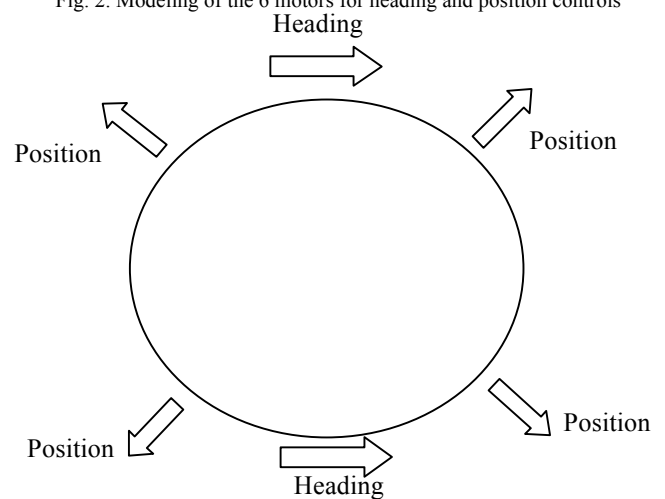 Fig. 2. Modeling of the 6 motors for heading and position controls
Heading
Position
Position
Position
Position
Heading